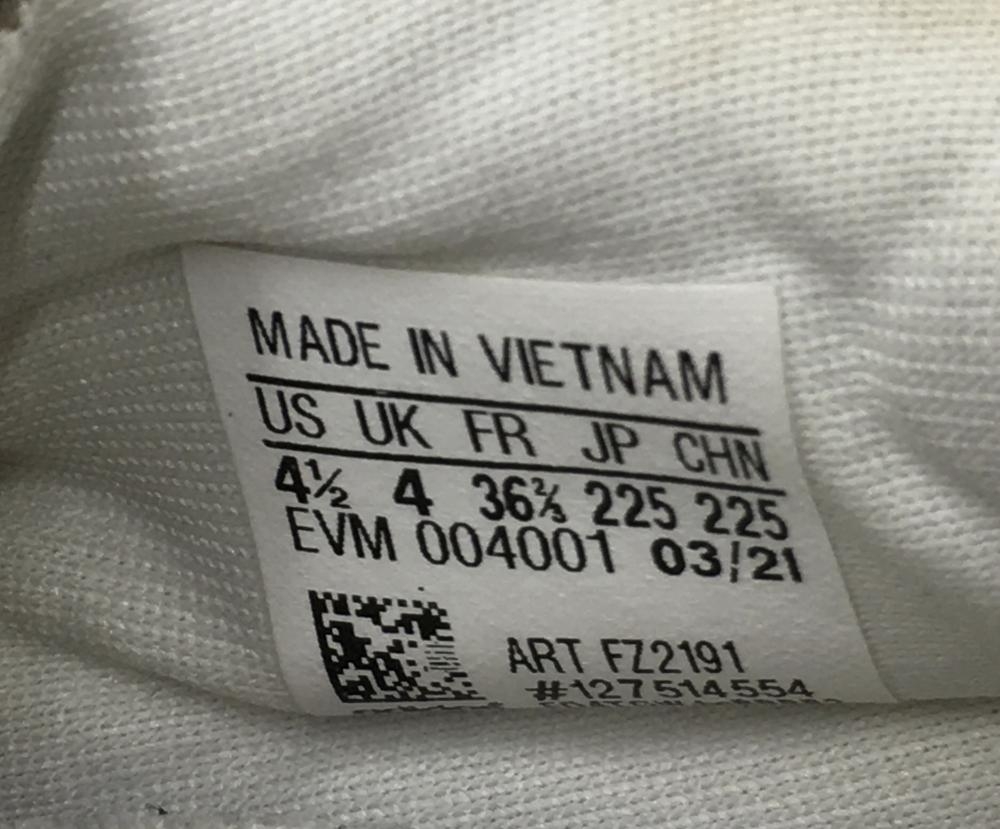 MADE IN VIETNAM
US UK FR JP CHN
4½ 4 36⅔ 225 225
EVM 004001 03/21
ART FZ2191
#127514554